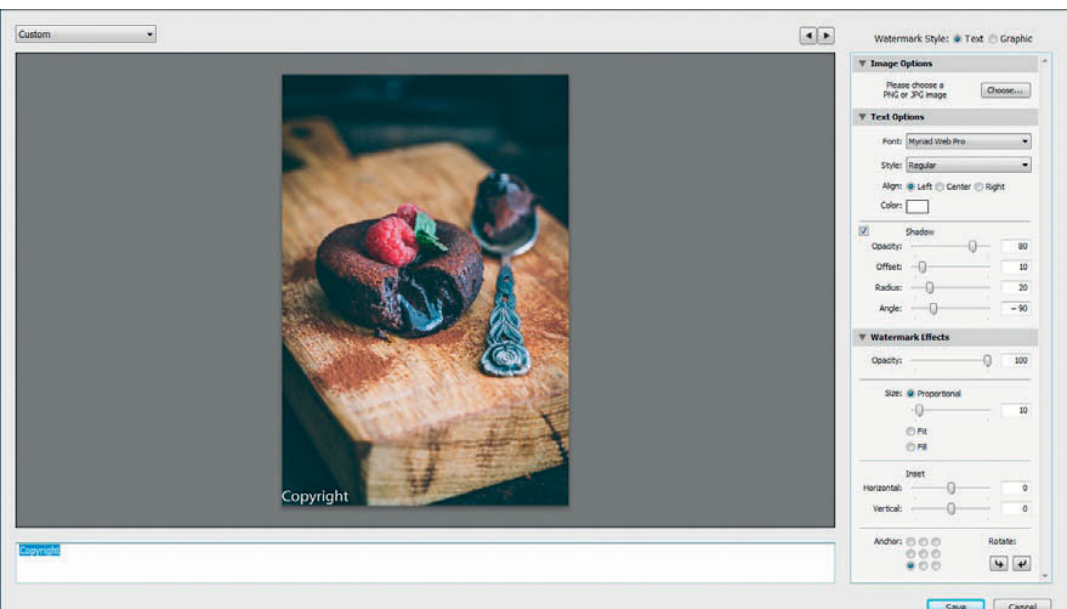 Custom
Watermark Style: Text Graphic
Image Options
Please choose a
PNG or JPG image
Choose...
Text Options
Font: Myriad Web Pro
Style: Regular
Align: Left Center Right
Color:
Shadow
Opacity: 80
Offset: 10
Radius: 20
Angle: - 90
Watermark Effects
Opacity: 100
Size: Proportional
10
Fit
Fill
Inset
Horizontal: 0
Vertical: 0
Anchor: Rotate:
Copyright
Copyright
Save Cancel